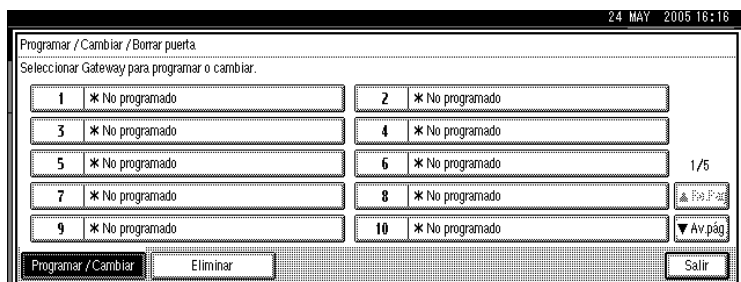 24 MAY 2005 16:16
Programar / Cambiar / Borrar puerta
Seleccionar Gateway para programar o cambiar.
1 * No programado 2 * No programado
3 * No programado 4 * No programado
5 * No programado 6 * No programado 1/5
7 * No programado 8 * No programado ▲ Re.Pág
9 * No programado 10 * No programado ▼ Av.pág.
Programar / Cambiar Eliminar Salir